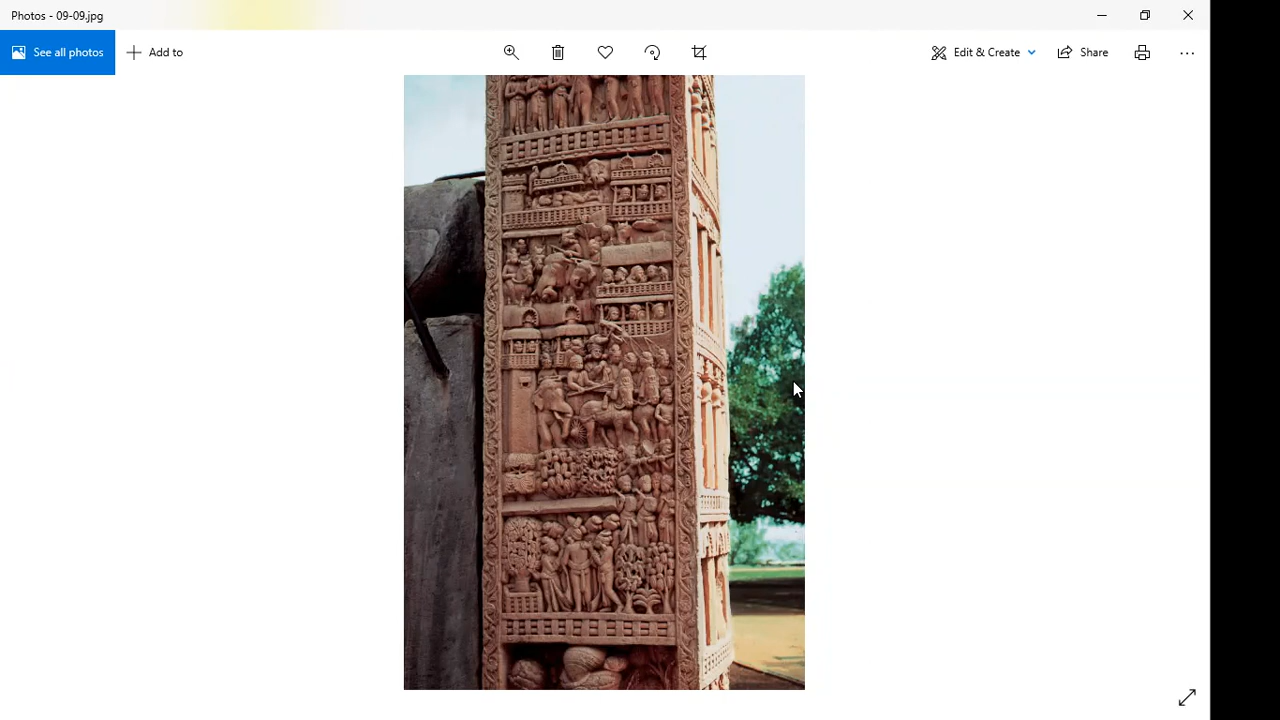 Photos - 09-09.jpg
See all photos
Add to
Edit & Create
Share